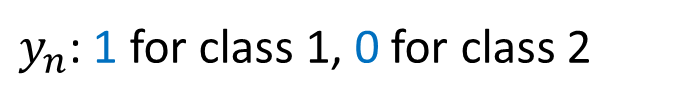 yₙ: 1 for class 1, 0 for class 2